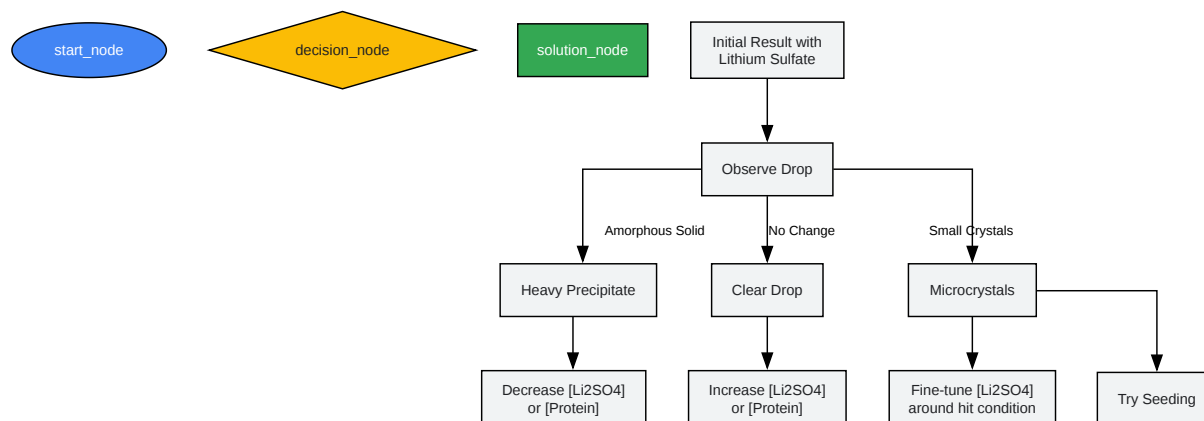 start_node
decision_node
solution_node
Initial Result with
Lithium Sulfate
Observe Drop
Amorphous Solid
No Change
Small Crystals
Heavy Precipitate
Clear Drop
Microcrystals
Decrease [Li2SO4]
or [Protein]
Increase [Li2SO4]
or [Protein]
Fine-tune [Li2SO4]
around hit condition
Try Seeding